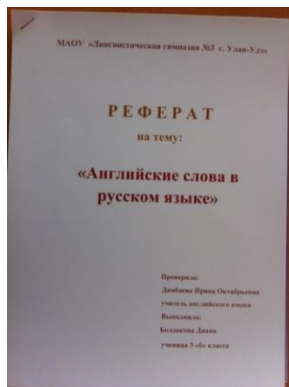 МАОУ «Лингвистическая гимназия №3 г. Улан-Удэ»
РЕФЕРАТ
на тему:
«Английские слова в
русском языке»
Проверила:
Дамбаева Ирина Октябрьевна
учитель английского языка
Выполнила:
Болдакова Диана
ученица 3 «б» класса